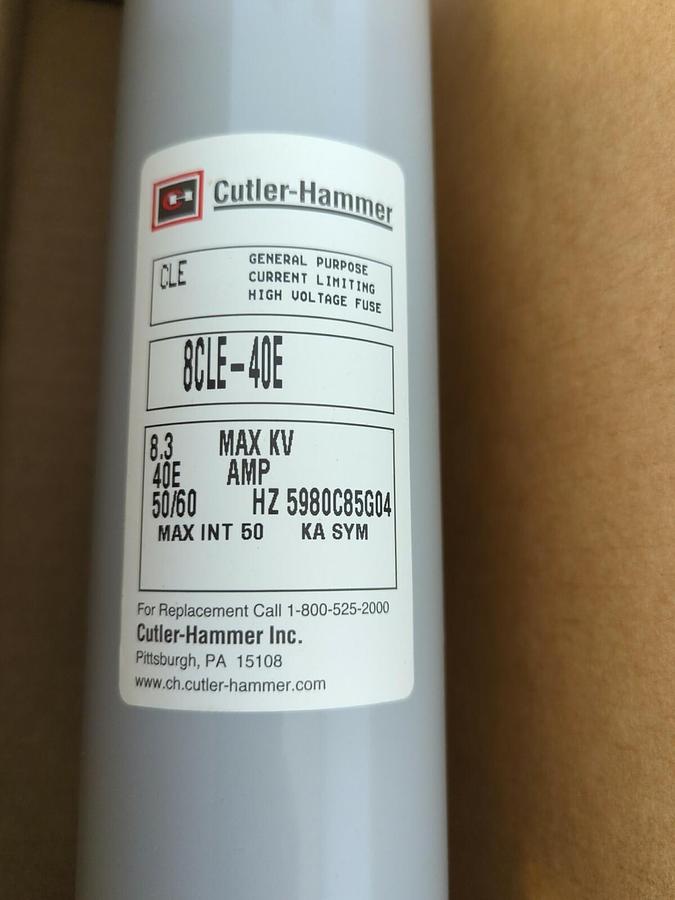 CH Cutler-Hammer
CLE
GENERAL PURPOSE
CURRENT LIMITING
HIGH VOLTAGE FUSE
8CLE-40E
8.3 MAX KV
40E AMP
50/60 HZ 5980C85G04
MAX INT 50 KA SYM
For Replacement Call 1-800-525-2000
Cutler-Hammer Inc.
Pittsburgh, PA 15108
www.ch.cutler-hammer.com